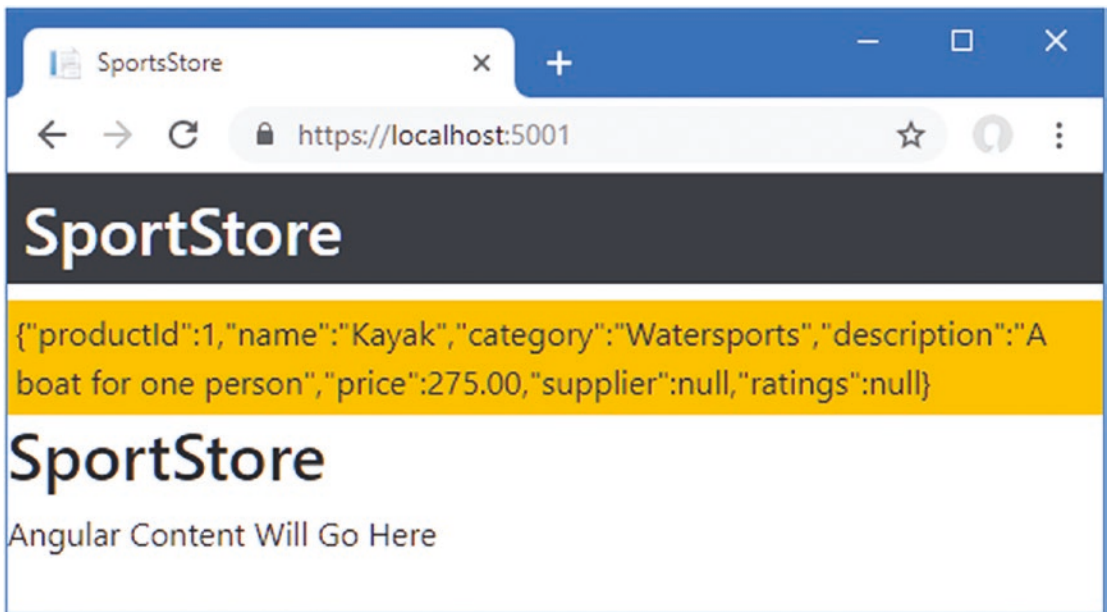 SportsStore
https://localhost:5001
SportStore
{"productId":1,"name":"Kayak","category":"Watersports","description":"A
boat for one person","price":275.00,"supplier":null,"ratings":null}
SportStore
Angular Content Will Go Here